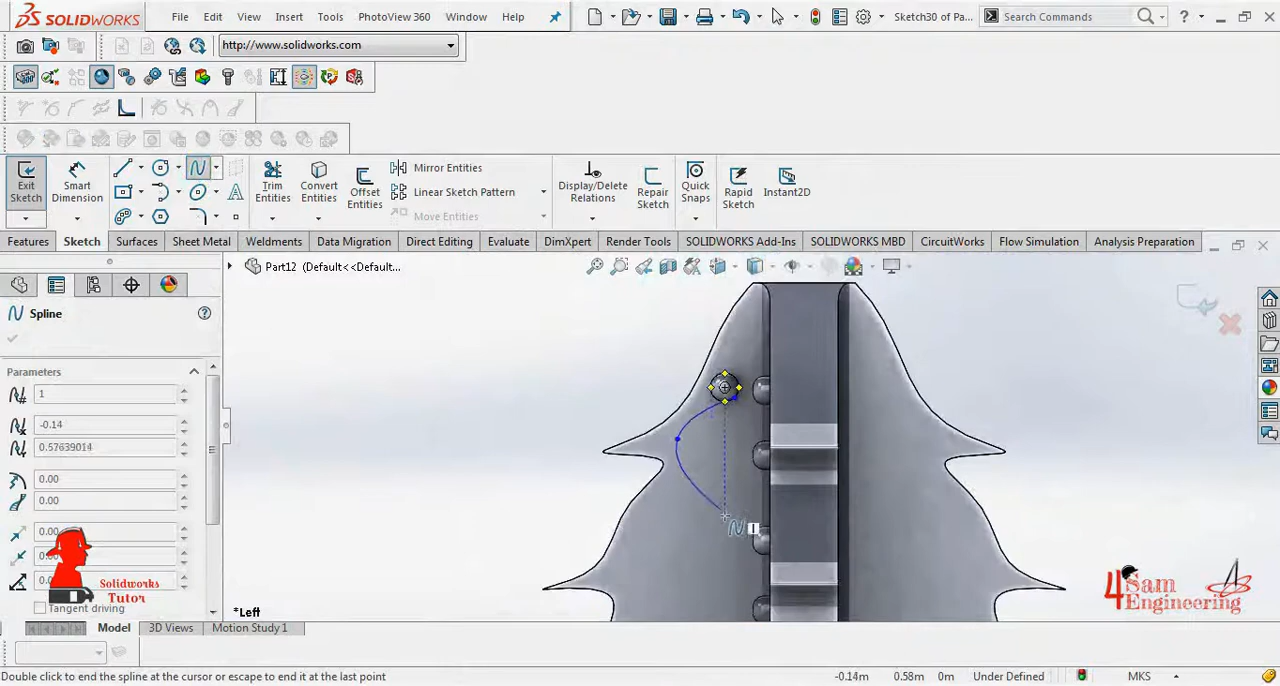 SOLIDWORKS
File Edit View Insert Tools PhotoView 360 Window Help
Sketch30 of Pa...
Search Commands
http://www.solidworks.com
Exit Sketch
Smart Dimension
Trim Entities
Convert Entities
Offset Entities
Mirror Entities
Linear Sketch Pattern
Move Entities
Display/Delete Relations
Repair Sketch
Quick Snaps
Rapid Sketch
Instant2D
Features Sketch Surfaces Sheet Metal Weldments Data Migration Direct Editing Evaluate DimXpert Render Tools SOLIDWORKS Add-Ins SOLIDWORKS MBD CircuitWorks Flow Simulation Analysis Preparation
Part12 (Default<<Default...
Spline
Parameters
1
-0.14
0.57639014
0.00
0.00
0.00
Solidworks
Tutor
Tangent driving
*Left
4Sam
Engineering
Model 3D Views Motion Study 1
Double click to end the spline at the cursor or escape to end it at the last point
-0.14m 0.58m 0m Under Defined MKS